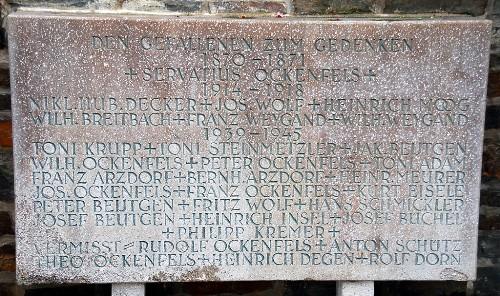 DEN GEFALLENEN ZUM GEDENKEN
1870-1871
+SERVATIUS OCKENFELS+
1914-1918
NIKL.HUB.DECKER+JOS.WOLF+HEINRICH MOOG
WILH.BREITBACH+FRANZ WEYGAND+WILH.WEYGAND
1939-1945
TONI KRUPP+TONI STEINMETZLER+JAK.BEUTGEN
WILH.OCKENFELS+PETER OCKENFELS+TONI ADAM
FRANZ ARZDORF+BERNH.ARZDORF+HEINR.MEURER
JOS.OCKENFELS+FRANZ OCKENFELS+KURT EISELE
PETER BEUTGEN+FRITZ WOLF+HANS SCHMICKLER
JOSEF BEUTGEN+HEINRICH INSEL+JOSEF BÜCHEL
+PHILIPP KREMER+
VERMISST=RUDOLF OCKENFELS+ANTON SCHÜTZ
THEO OCKENFELS+HEINRICH DEGEN+ROLF DORN